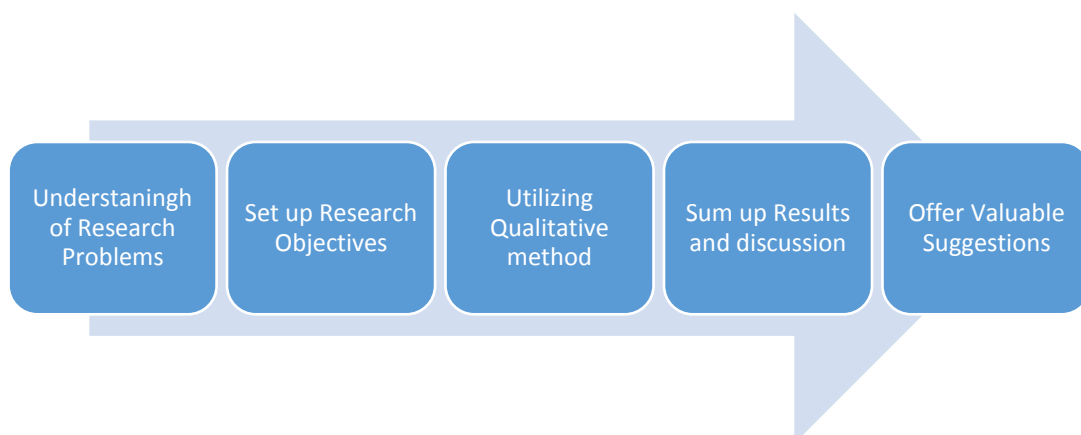 Understaningh
of Research
Problems
Set up Research
Objectives
Utilizing
Qualitative
method
Sum up Results
and discussion
Offer Valuable
Suggestions